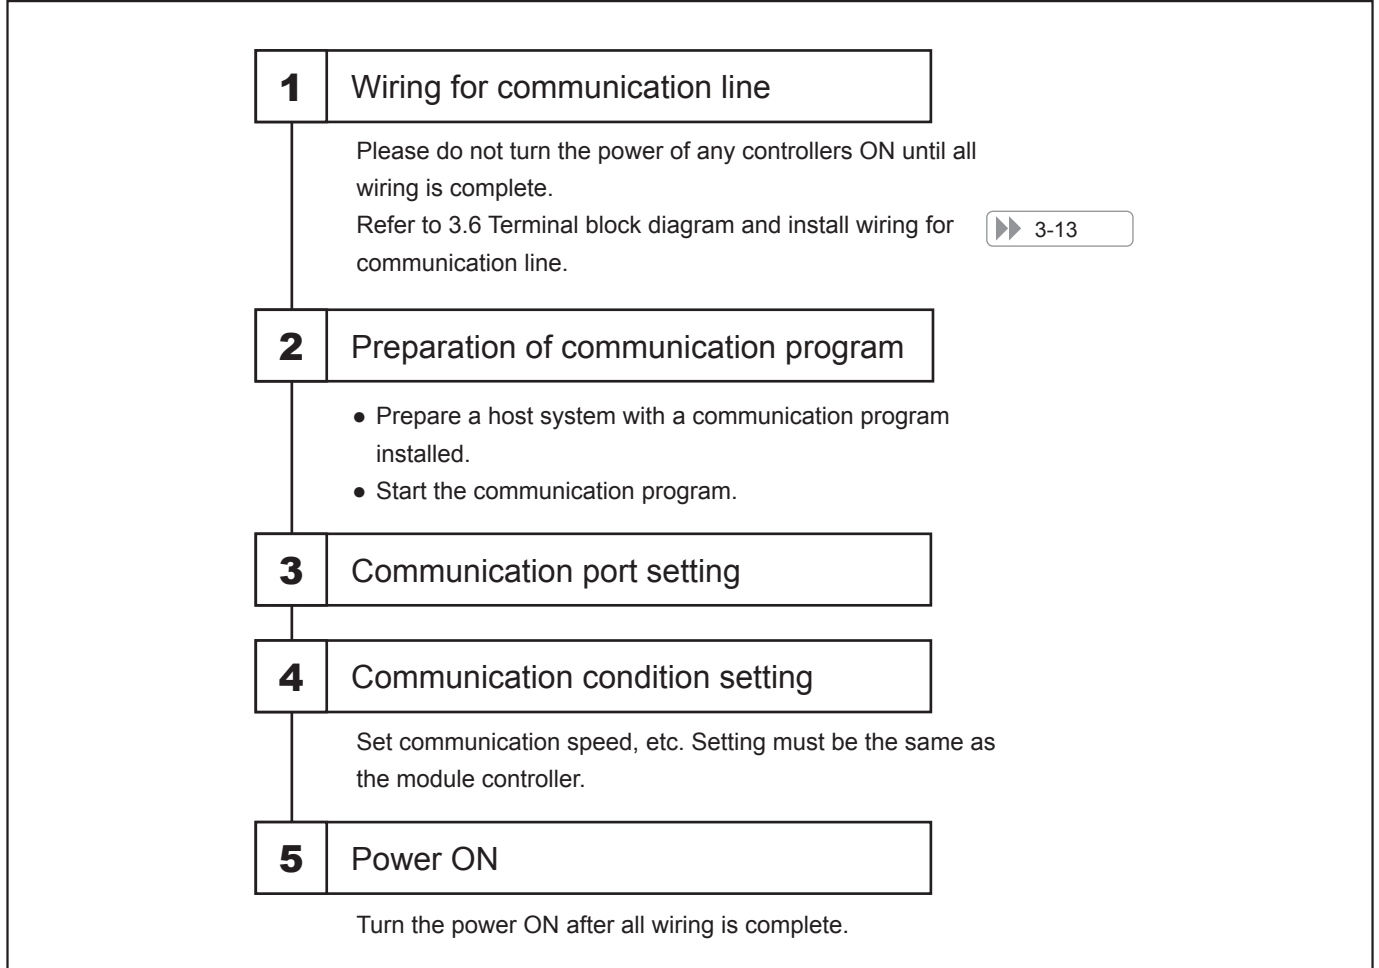 1 Wiring for communication line
Please do not turn the power of any controllers ON until all
wiring is complete.
Refer to 3.6 Terminal block diagram and install wiring for
communication line.
3-13
2 Preparation of communication program
● Prepare a host system with a communication program
installed.
● Start the communication program.
3 Communication port setting
4 Communication condition setting
Set communication speed, etc. Setting must be the same as
the module controller.
5 Power ON
Turn the power ON after all wiring is complete.